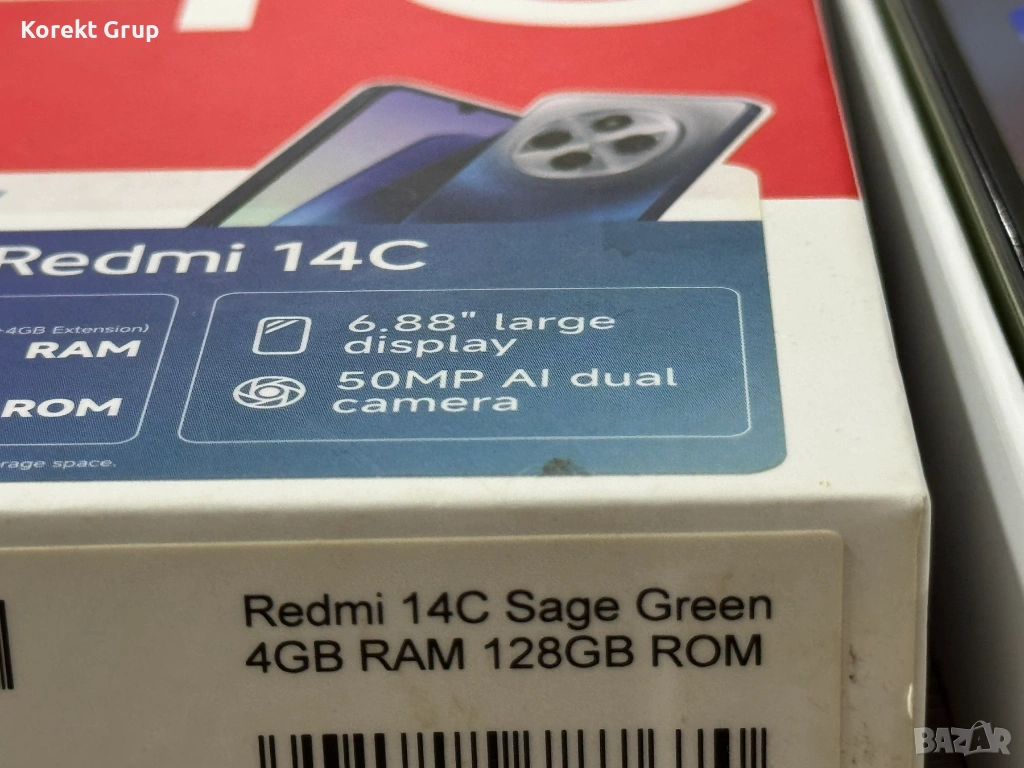 Korekt Grup
Redmi 14C
+4GB Extension)
RAM
ROM
6.88" large
display
50MP AI dual
camera
rage space.
Redmi 14C Sage Green
4GB RAM 128GB ROM
BAZAR